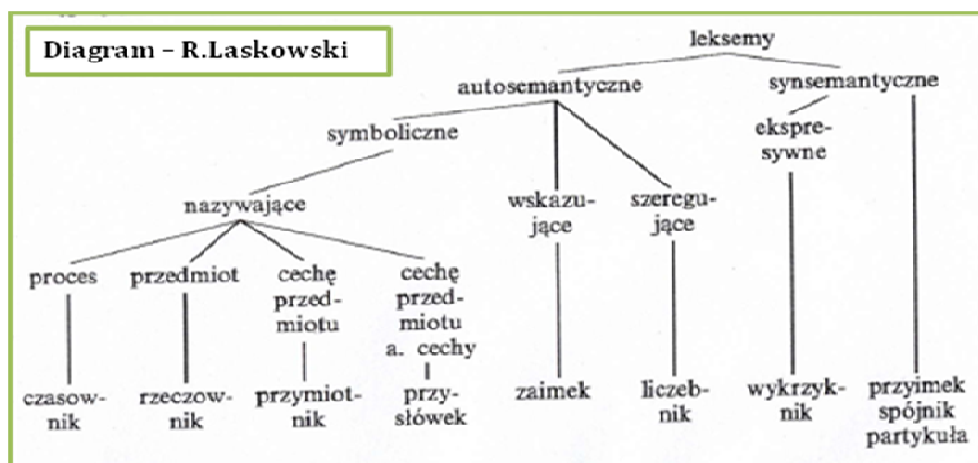 Diagram – R.Laskowski
leksemy
autosemantyczne
synsemantyczne
symboliczne
ekspre-
sywne
nazywające
wskazu-
jące
szeregu-
jące
proces
przedmiot
cechę
przed-
miotu
cechę
przed-
miotu
a. cechy
czasow-
nik
rzeczow-
nik
przymiot-
nik
przy-
słówek
zaimek
liczeb-
nik
wykrzyk-
nik
przyimek
spójnik
partykuła